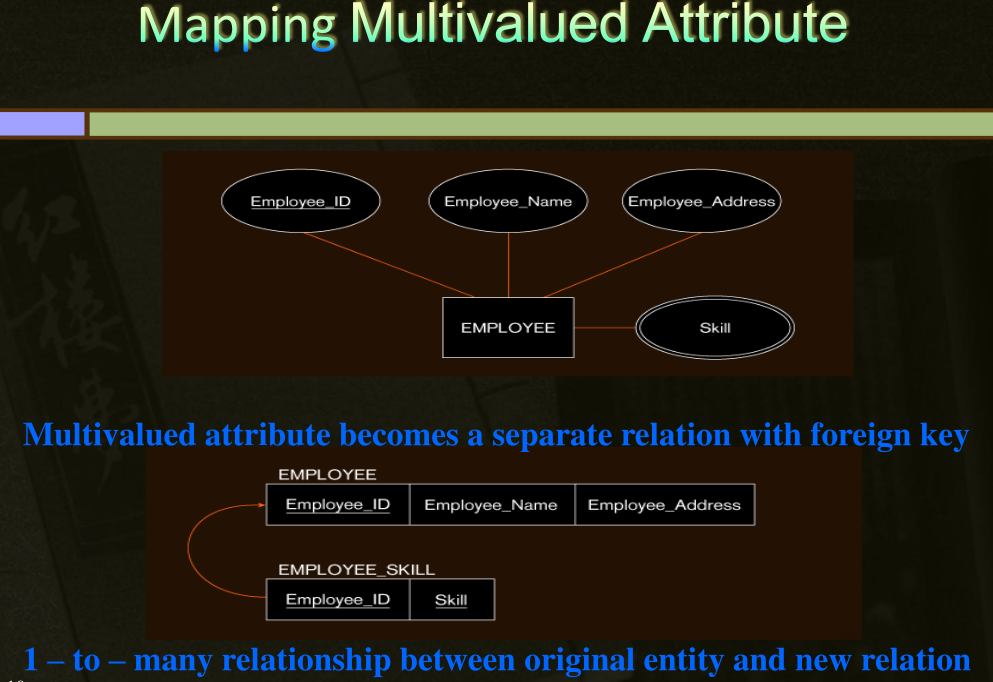 Mapping Multivalued Attribute
Employee_ID
Employee_Name
Employee_Address
EMPLOYEE
Skill
Multivalued attribute becomes a separate relation with foreign key
EMPLOYEE
Employee_ID Employee_Name Employee_Address
EMPLOYEE_SKILL
Employee_ID Skill
1 – to – many relationship between original entity and new relation